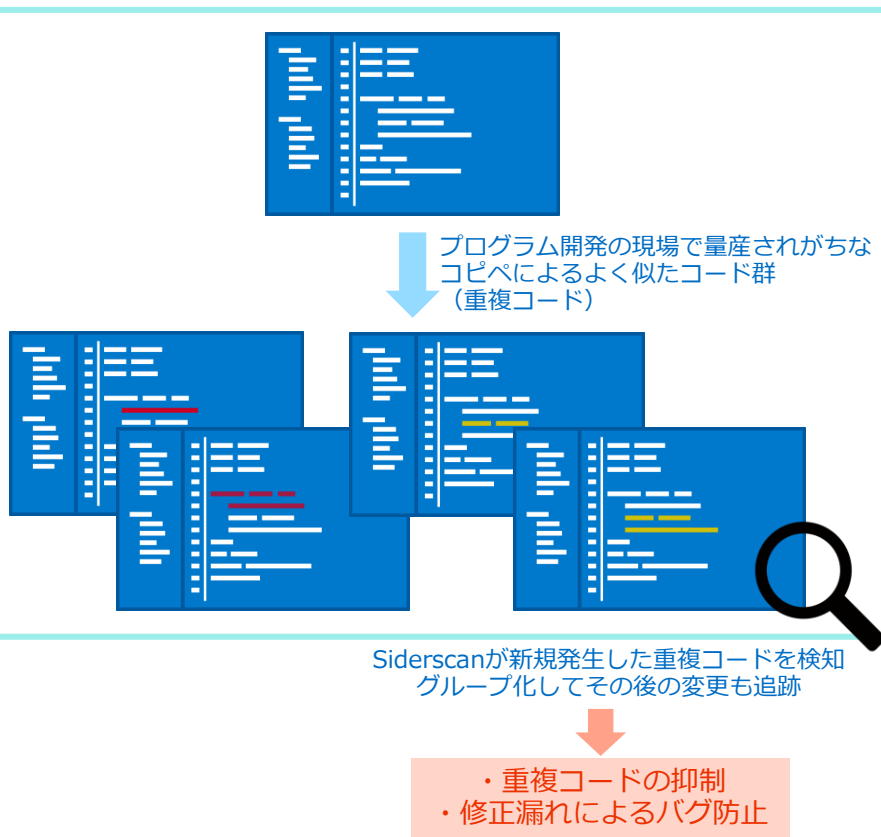 プログラム開発の現場で量産されがちな
コピペによるよく似たコード群
（重複コード）
Siderscanが新規発生した重複コードを検知
グループ化してその後の変更も追跡
・重複コードの抑制
・修正漏れによるバグ防止